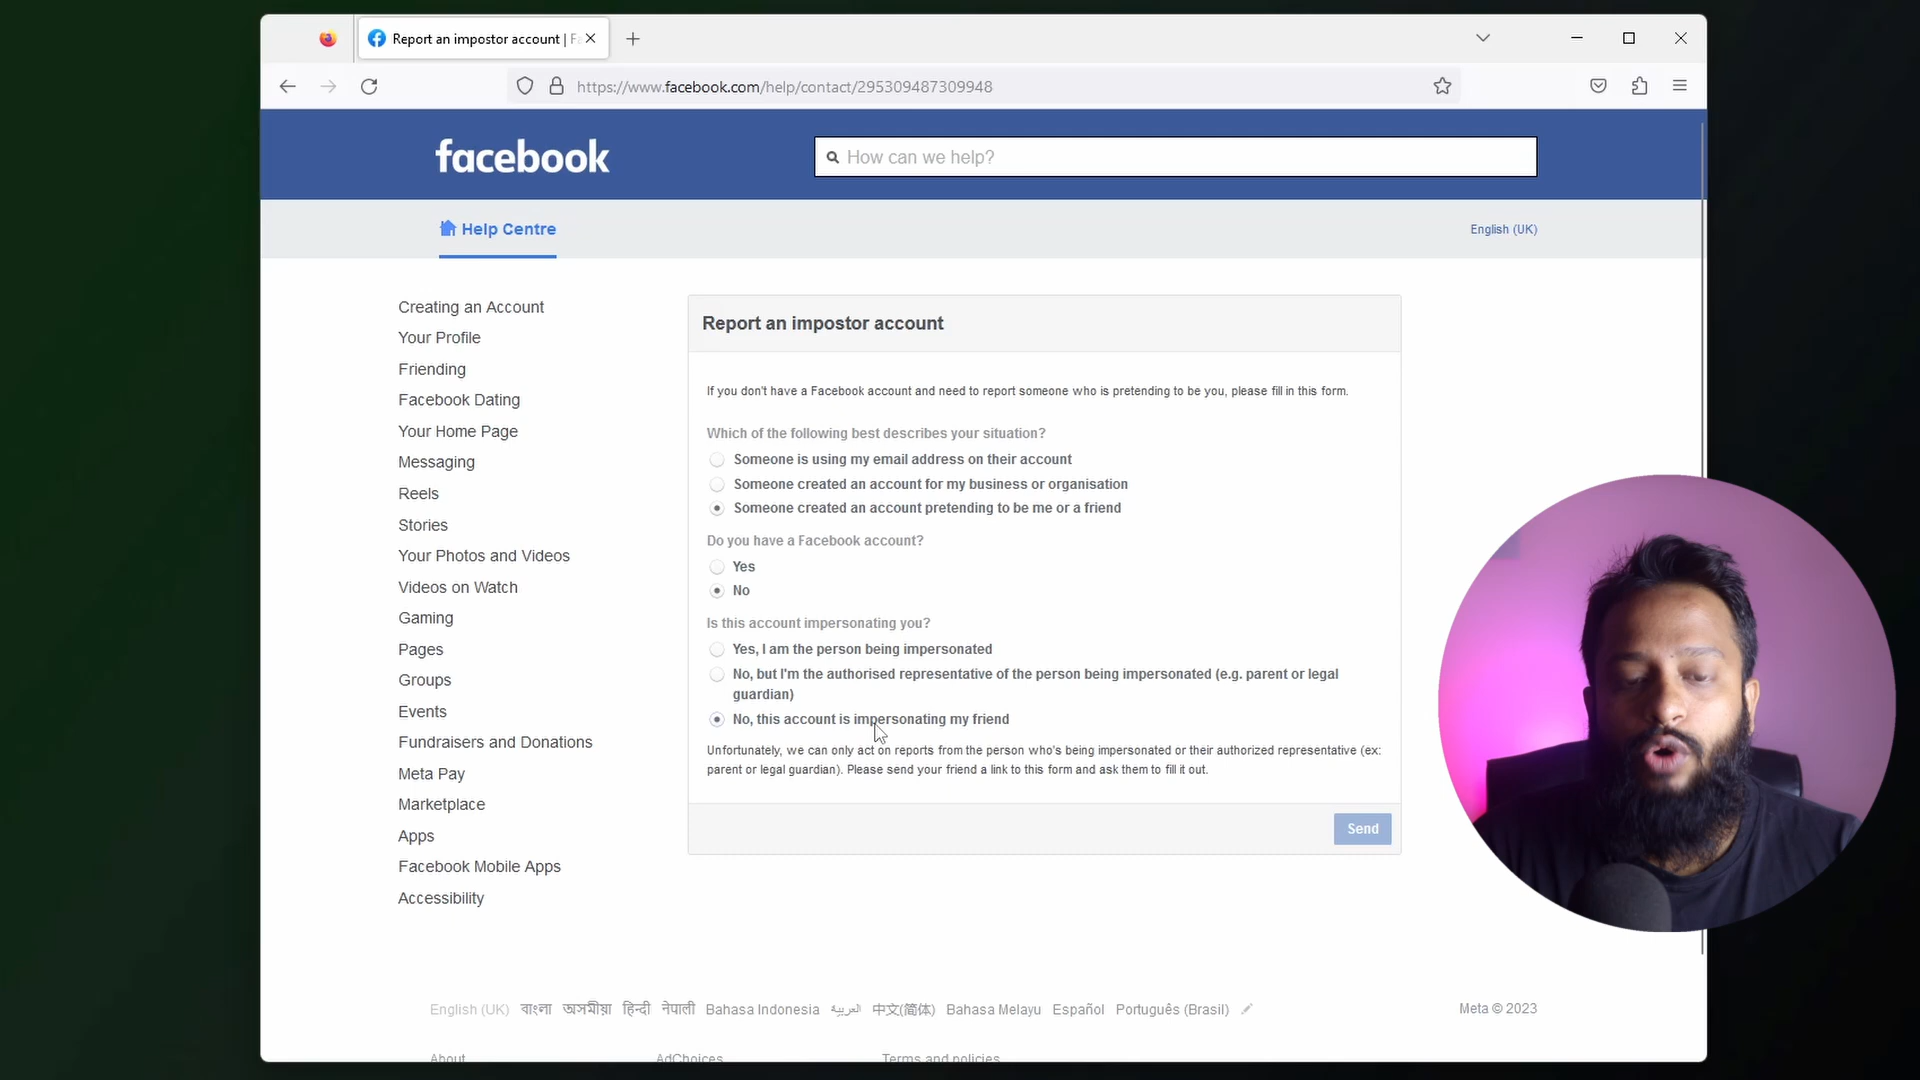 Report an impostor account | F
https://www.facebook.com/help/contact/295309487309948
facebook
How can we help?
Help Centre
English (UK)
Creating an Account
Your Profile
Friending
Facebook Dating
Your Home Page
Messaging
Reels
Stories
Your Photos and Videos
Videos on Watch
Gaming
Pages
Groups
Events
Fundraisers and Donations
Meta Pay
Marketplace
Apps
Facebook Mobile Apps
Accessibility
Report an impostor account
If you don't have a Facebook account and need to report someone who is pretending to be you, please fill in this form.
Which of the following best describes your situation?
Someone is using my email address on their account
Someone created an account for my business or organisation
Someone created an account pretending to be me or a friend
Do you have a Facebook account?
Yes
No
Is this account impersonating you?
Yes, I am the person being impersonated
No, but I'm the authorised representative of the person being impersonated (e.g. parent or legal
guardian)
No, this account is impersonating my friend
Unfortunately, we can only act on reports from the person who's being impersonated or their authorized representative (ex:
parent or legal guardian). Please send your friend a link to this form and ask them to fill it out.
Send
English (UK) বাংলা অসমীয়া हिन्दी नेपाली Bahasa Indonesia العربية 中文(简体) Bahasa Melayu Español Português (Brasil)
Meta © 2023
About AdChoices Terms and policies